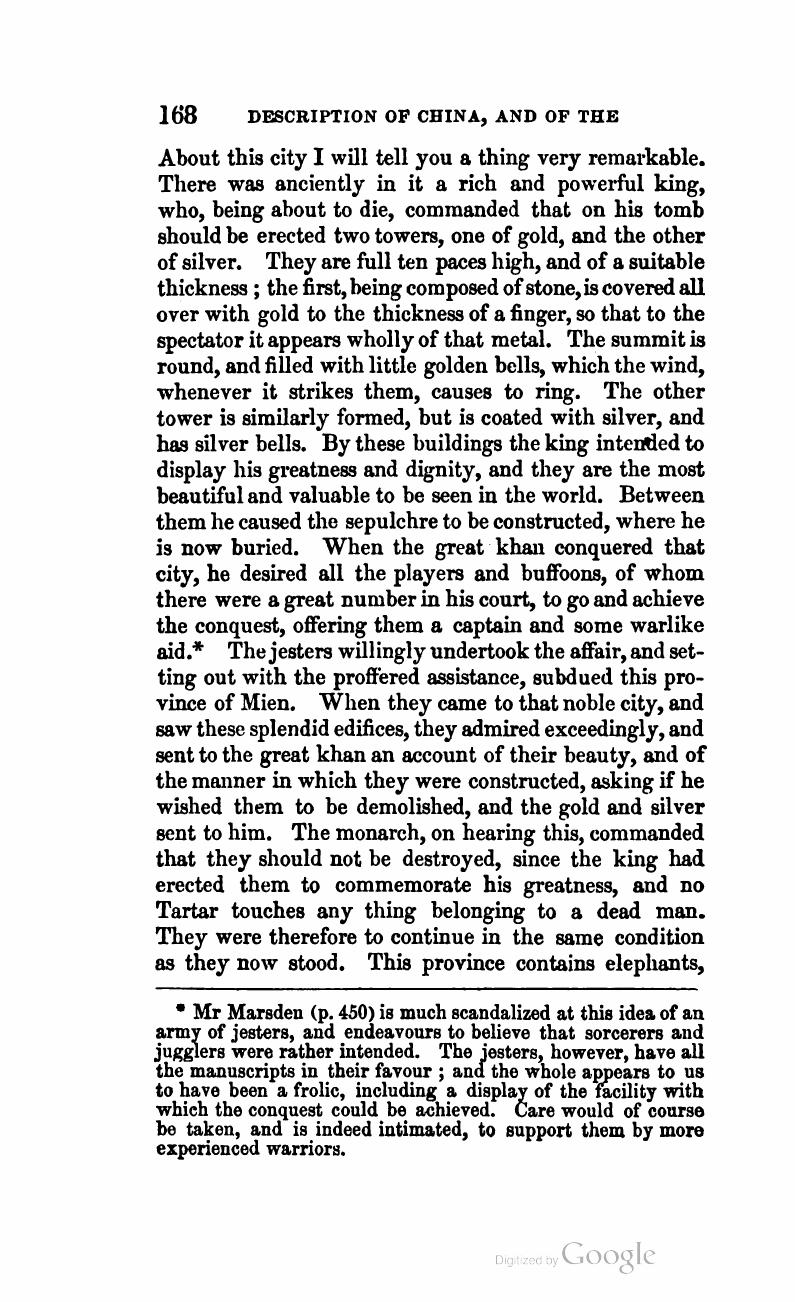 168 DESCRIPTION OF CHINA, AND OF THE
About this city I will tell you a thing very remarkable.
There was anciently in it a rich and powerful king,
who, being about to die, commanded that on his tomb
should be erected two towers, one of gold, and the other
of silver. They are full ten paces high, and of a suitable
thickness ; the first, being composed of stone, is covered all
over with gold to the thickness of a finger, so that to the
spectator it appears wholly of that metal. The summit is
round, and filled with little golden bells, which the wind,
whenever it strikes them, causes to ring. The other
tower is similarly formed, but is coated with silver, and
has silver bells. By these buildings the king intended to
display his greatness and dignity, and they are the most
beautiful and valuable to be seen in the world. Between
them he caused the sepulchre to be constructed, where he
is now buried. When the great khan conquered that
city, he desired all the players and buffoons, of whom
there were a great number in his court, to go and achieve
the conquest, offering them a captain and some warlike
aid.* The jesters willingly undertook the affair, and set-
ting out with the proffered assistance, subdued this pro-
vince of Mien. When they came to that noble city, and
saw these splendid edifices, they admired exceedingly, and
sent to the great khan an account of their beauty, and of
the manner in which they were constructed, asking if he
wished them to be demolished, and the gold and silver
sent to him. The monarch, on hearing this, commanded
that they should not be destroyed, since the king had
erected them to commemorate his greatness, and no
Tartar touches any thing belonging to a dead man.
They were therefore to continue in the same condition
as they now stood. This province contains elephants,
* Mr Marsden (p. 450) is much scandalized at this idea of an
army of jesters, and endeavours to believe that sorcerers and
jugglers were rather intended. The jesters, however, have all
the manuscripts in their favour ; and the whole appears to us
to have been a frolic, including a display of the facility with
which the conquest could be achieved. Care would of course
be taken, and is indeed intimated, to support them by more
experienced warriors.
Digitized by Google